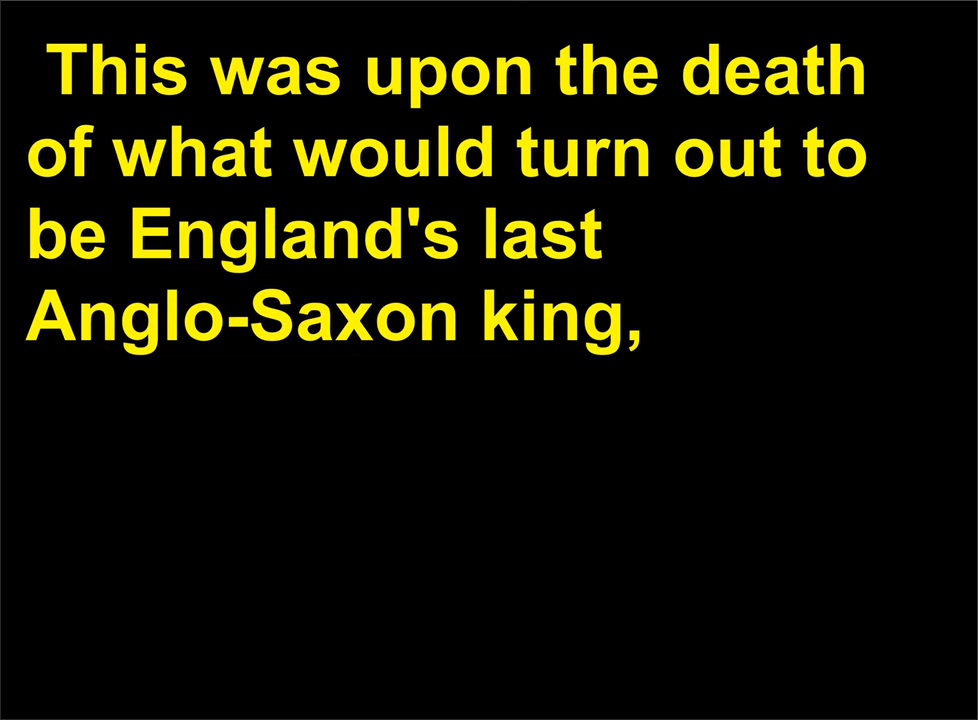 This was upon the death
of what would turn out to
be England's last
Anglo-Saxon king,